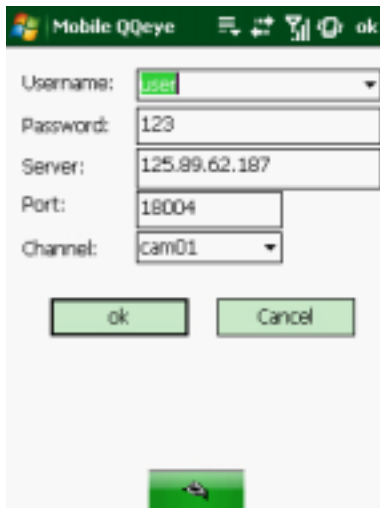 Mobile QQeye ok
Username: user
Password: 123
Server: 125.89.62.187
Port: 18004
Channel: cam01
ok Cancel